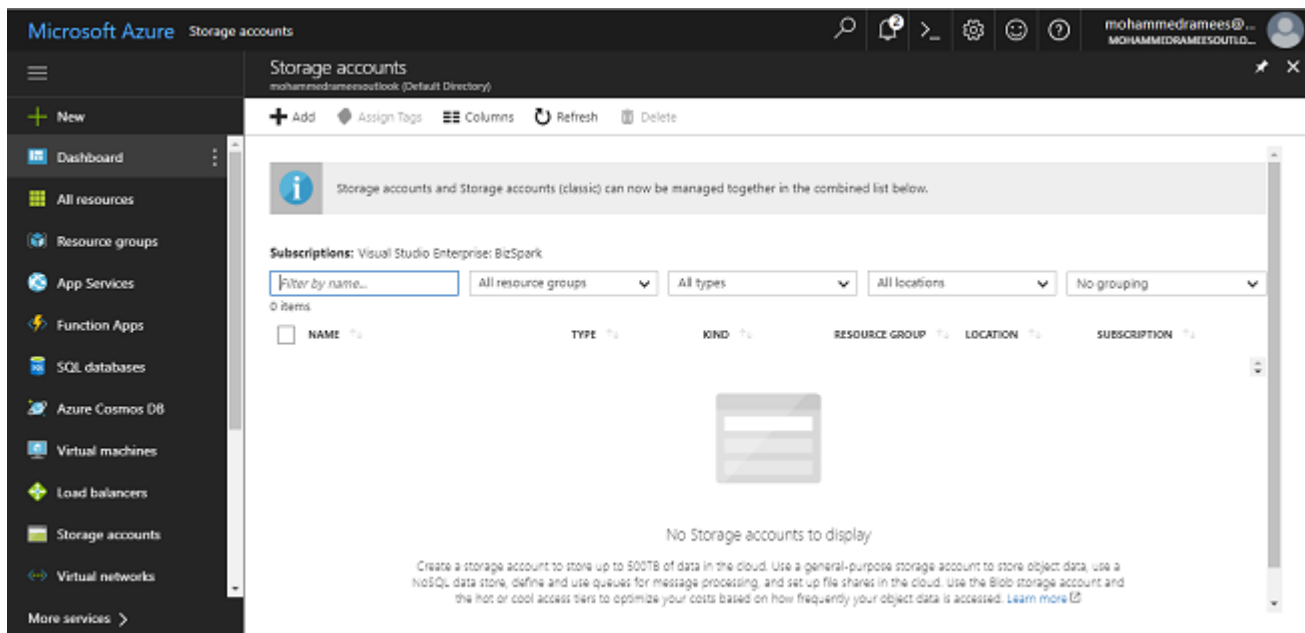 Microsoft Azure Storage accounts
2
mohammedramees@...
MOHAMMEDRAMEESOUTLO...
Storage accounts
mohammedrameesoutlook (Default Directory)
New
Add Assign Tags Columns Refresh Delete
Dashboard
All resources
Resource groups
App Services
Function Apps
SQL databases
Azure Cosmos DB
Virtual machines
Load balancers
Storage accounts
Virtual networks
More services >
Storage accounts and Storage accounts (classic) can now be managed together in the combined list below.
Subscriptions: Visual Studio Enterprise: BizSpark
Filter by name... All resource groups All types All locations No grouping
0 items
NAME TYPE KIND RESOURCE GROUP LOCATION SUBSCRIPTION
No Storage accounts to display
Create a storage account to store up to 500TB of data in the cloud. Use a general-purpose storage account to store object data, use a
NoSQL data store, define and use queues for message processing, and set up file shares in the cloud. Use the Blob storage account and
the hot or cool access tiers to optimize your costs based on how frequently your object data is accessed. Learn more